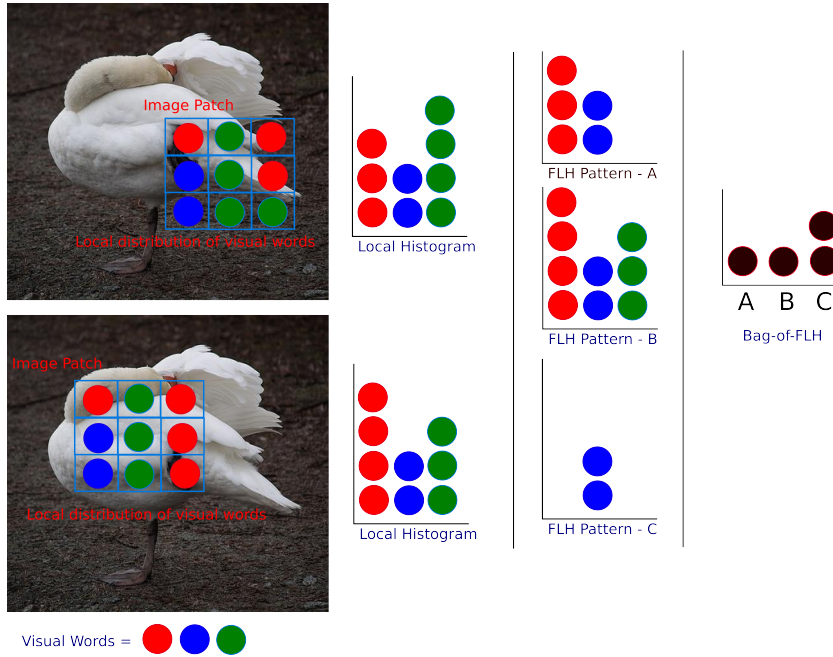 Image Patch
Local distribution of visual words
Local Histogram
FLH Pattern - A
FLH Pattern - B
A B C
Bag-of-FLH
Image Patch
Local distribution of visual words
Local Histogram
FLH Pattern - C
Visual Words =